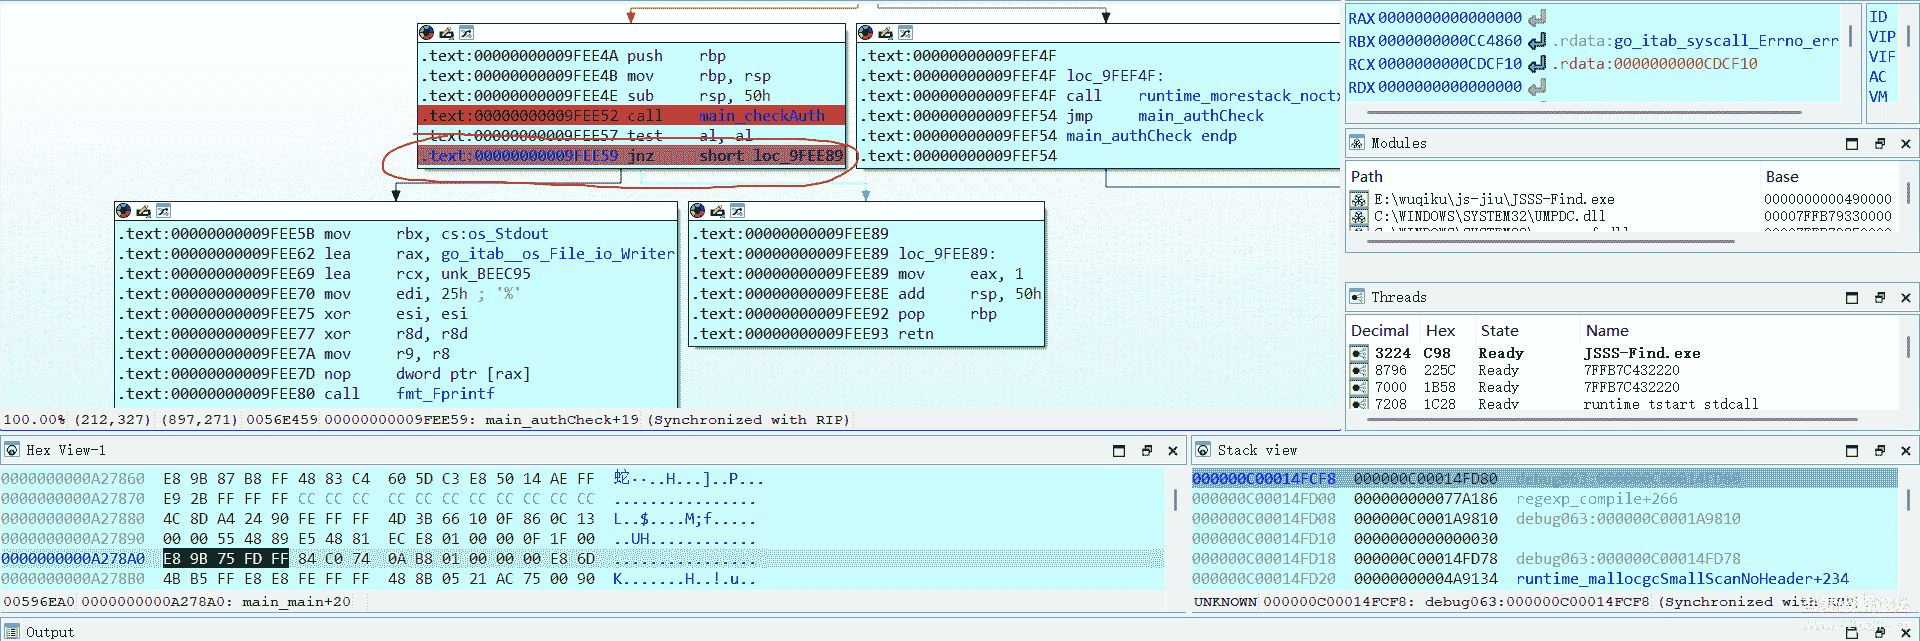 .text:00000000009FEE4A push rbp
.text:00000000009FEE4B mov rbp, rsp
.text:00000000009FEE4E sub rsp, 50h
.text:00000000009FEE52 call main_checkAuth
.text:00000000009FEE57 test al, al
.text:00000000009FEE59 jnz short loc_9FEE89
.text:00000000009FEF4F
.text:00000000009FEF4F loc_9FEF4F:
.text:00000000009FEF4F call runtime_morestack_noctx
.text:00000000009FEF54 jmp main_authCheck
.text:00000000009FEF54 main_authCheck endp
.text:00000000009FEF54
.text:00000000009FEE5B mov rbx, cs:os_Stdout
.text:00000000009FEE62 lea rax, go_itab__os_File_io_Writer
.text:00000000009FEE69 lea rcx, unk_BEEC95
.text:00000000009FEE70 mov edi, 25h ; '%'
.text:00000000009FEE75 xor esi, esi
.text:00000000009FEE77 xor r8d, r8d
.text:00000000009FEE7A mov r9, r8
.text:00000000009FEE7D nop dword ptr [rax]
.text:00000000009FEE80 call fmt_Fprintf
.text:00000000009FEE89
.text:00000000009FEE89 loc_9FEE89:
.text:00000000009FEE89 mov eax, 1
.text:00000000009FEE8E add rsp, 50h
.text:00000000009FEE92 pop rbp
.text:00000000009FEE93 retn
100.00% (212,327) (897,271) 0056E459 00000000009FEE59: main_authCheck+19 (Synchronized with RIP)
RAX 0000000000000000
RBX 0000000000CC4860 .rdata:go_itab_syscall_Errno_err
RCX 0000000000CDCF10 .rdata:0000000000CDCF10
RDX 0000000000000000
ID
VIP
VIF
AC
VM
Modules
Path Base
E:\wuqiku\js-jiu\JSSS-Find.exe 0000000000490000
C:\WINDOWS\SYSTEM32\UMPDC.dll 00007FFB79330000
Threads
Decimal Hex State Name
3224 C98 Ready JSSS-Find.exe
8796 225C Ready 7FFB7C432220
7000 1B58 Ready 7FFB7C432220
7208 1C28 Ready runtime tstart stdcall
Hex View-1
0000000000A27860 E8 9B 87 B8 FF 48 83 C4 60 5D C3 E8 50 14 AE FF 蛇····H...]..P...
0000000000A27870 E9 2B FF FF FF CC CC CC CC CC CC CC CC CC CC CC ................
0000000000A27880 4C 8D A4 24 90 FE FF FF 4D 3B 66 10 0F 86 0C 13 L..$....M;f.....
0000000000A27890 00 00 55 48 89 E5 48 81 EC E8 01 00 00 0F 1F 00 ..UH............
0000000000A278A0 E8 9B 75 FD FF 84 C0 74 0A B8 01 00 00 00 E8 6D ................
0000000000A278B0 4B B5 FF E8 E8 FE FF FF 48 8B 05 21 AC 75 00 90 K.......H..!.u..
00596EA0 0000000000A278A0: main_main+20
Stack view
000000C00014FCF8 000000C00014FD80
000000C00014FD00 000000000077A186 regexp_compile+266
000000C00014FD08 000000C0001A9810 debug063:000000C0001A9810
000000C00014FD10 0000000000000030
000000C00014FD18 000000C00014FD78 debug063:000000C00014FD78
000000C00014FD20 00000000004A9134 runtime_mallocgcSmallScanNoHeader+234
UNKNOWN 000000C00014FCF8: debug063:000000C00014FCF8 (Synchronized with
Output